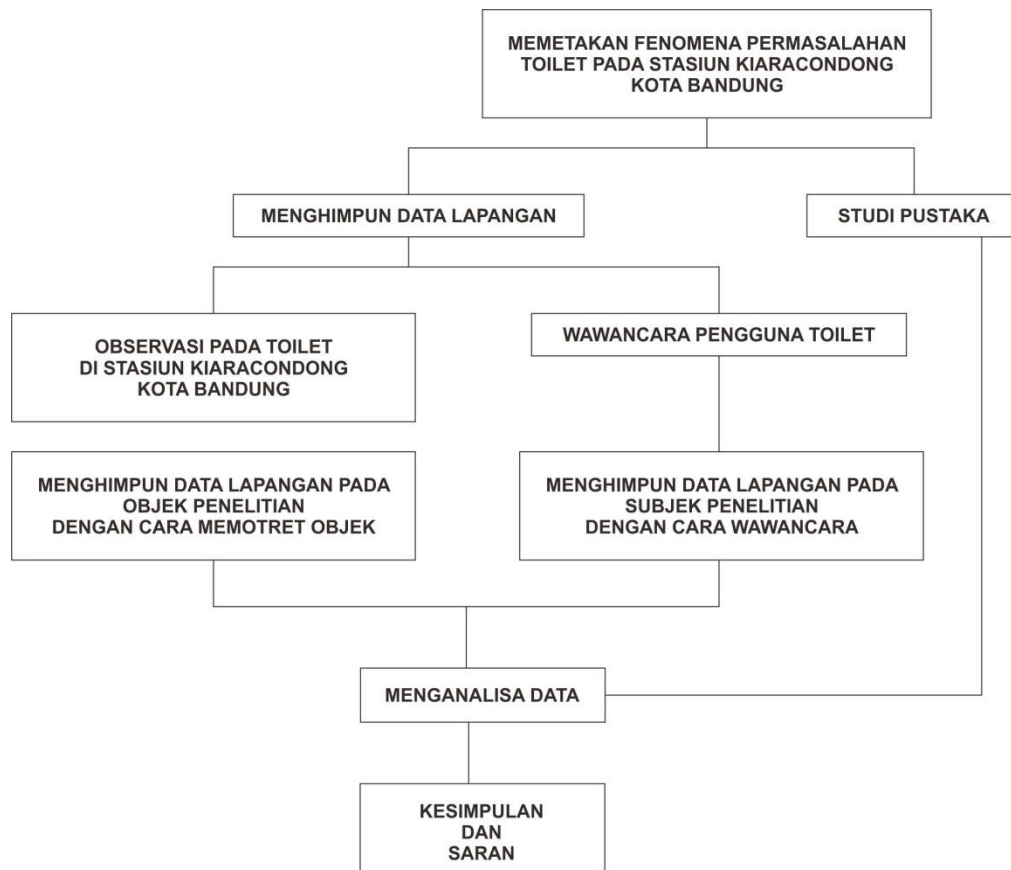 MEMETAKAN FENOMENA PERMASALAHAN
TOILET PADA STASIUN KIARACONDONG
KOTA BANDUNG
MENGHIMPUN DATA LAPANGAN
STUDI PUSTAKA
OBSERVASI PADA TOILET
DI STASIUN KIARACONDONG
KOTA BANDUNG
WAWANCARA PENGGUNA TOILET
MENGHIMPUN DATA LAPANGAN PADA
OBJEK PENELITIAN
DENGAN CARA MEMOTRET OBJEK
MENGHIMPUN DATA LAPANGAN PADA
SUBJEK PENELITIAN
DENGAN CARA WAWANCARA
MENGANALISA DATA
KESIMPULAN
DAN
SARAN